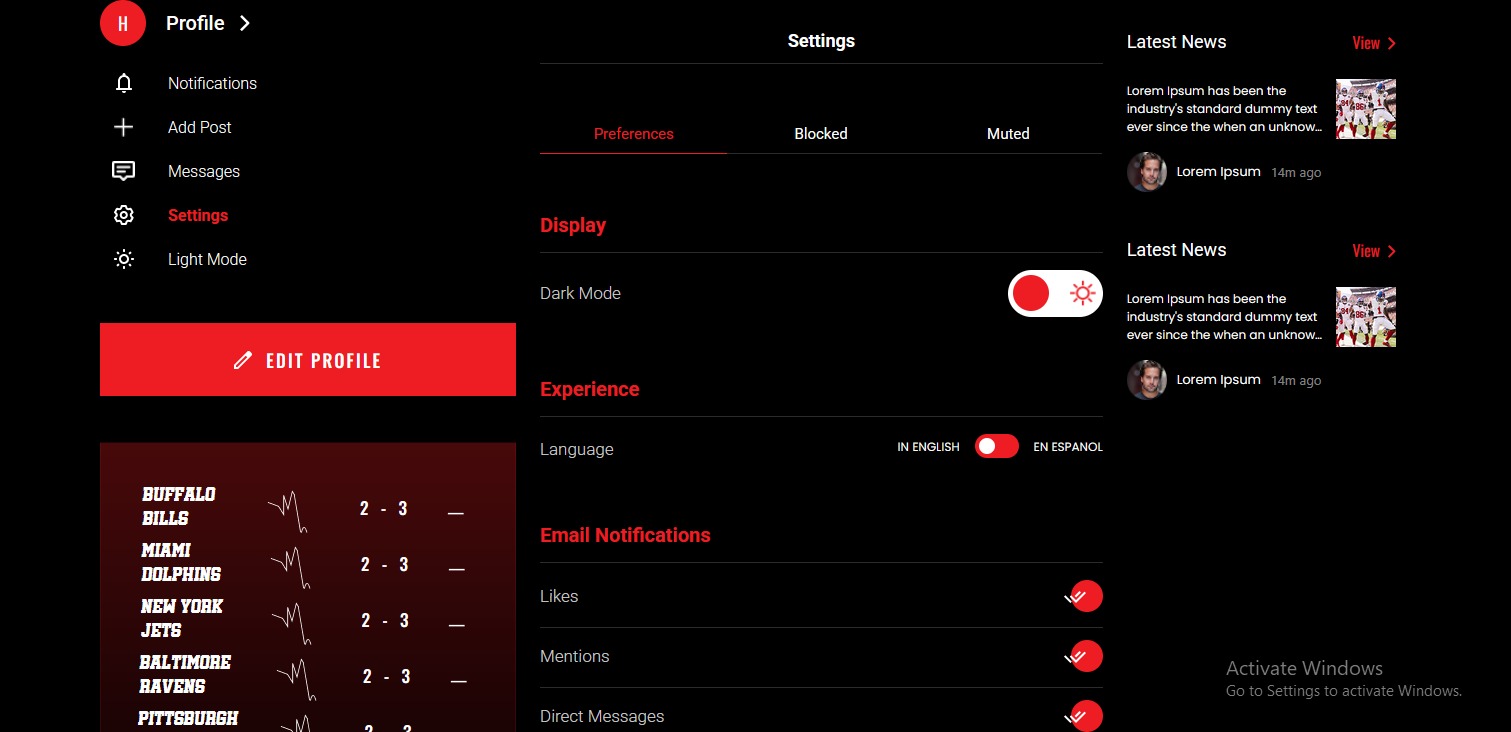 H
Profile
Notifications
Add Post
Messages
Settings
Light Mode
EDIT PROFILE
BUFFALO
BILLS
2 - 3
MIAMI
DOLPHINS
2 - 3
NEW YORK
JETS
2 - 3
BALTIMORE
RAVENS
2 - 3
PITTSBURGH
2 - 3
Settings
Preferences Blocked Muted
Display
Dark Mode
Experience
Language IN ENGLISH EN ESPANOL
Email Notifications
Likes
Mentions
Direct Messages
Latest News View
Lorem Ipsum has been the
industry's standard dummy text
ever since the when an unknow...
Lorem Ipsum 14m ago
Latest News View
Lorem Ipsum has been the
industry's standard dummy text
ever since the when an unknow...
Lorem Ipsum 14m ago
Activate Windows
Go to Settings to activate Windows.